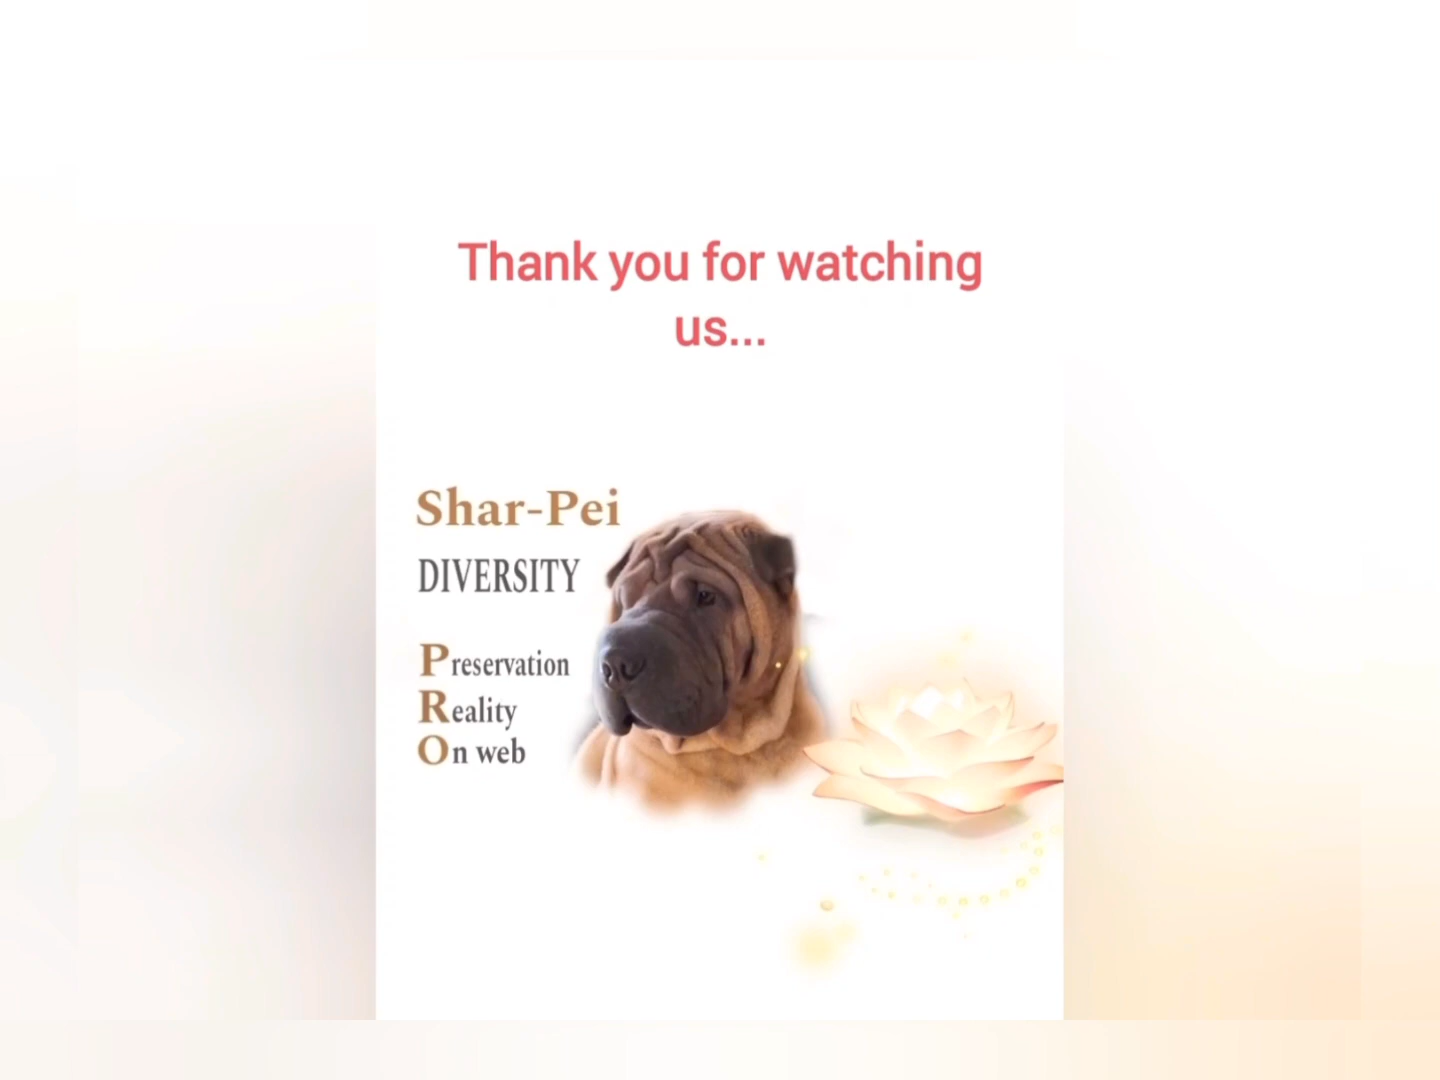 Thank you for watching
us...
Shar-Pei
DIVERSITY
Preservation
Reality
On web